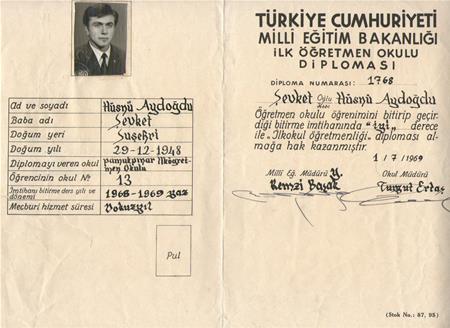 Ad ve soyadı Hüsnü Aydoğdu
Baba adı Şevket
Doğum yeri Suşehri
Doğum yılı 29-12-1948
Diplomayı veren okul Pamukpınar İlköğret-
men Okulu
Öğrencinin okul № 13
İmtihanı bitirme ders yılı ve
dönemi 1968-1969 Yaz
Mecburi hizmet süresi Dokuzyıl
Pul
TÜRKİYE CUMHURİYETİ
MİLLİ EĞİTİM BAKANLIĞI
İLK ÖĞRETMEN OKULU
DİPLOMASI
DİPLOMA NUMARASI: 1768
Şevket Oğlu Hüsnü Aydoğdu
Öğretmen okulu öğrenimini bitirip geçir-
diği bitirme imtihanında "iyi" derece
ile "İlkokul öğretmenliği" diploması al-
mağa hak kazanmıştır.
1/7/1969
Milli Eğ. Müdürü Y. Okul Müdürü
Remzi Başak Turgut Ertaş
(Stok No.: 87, 95)